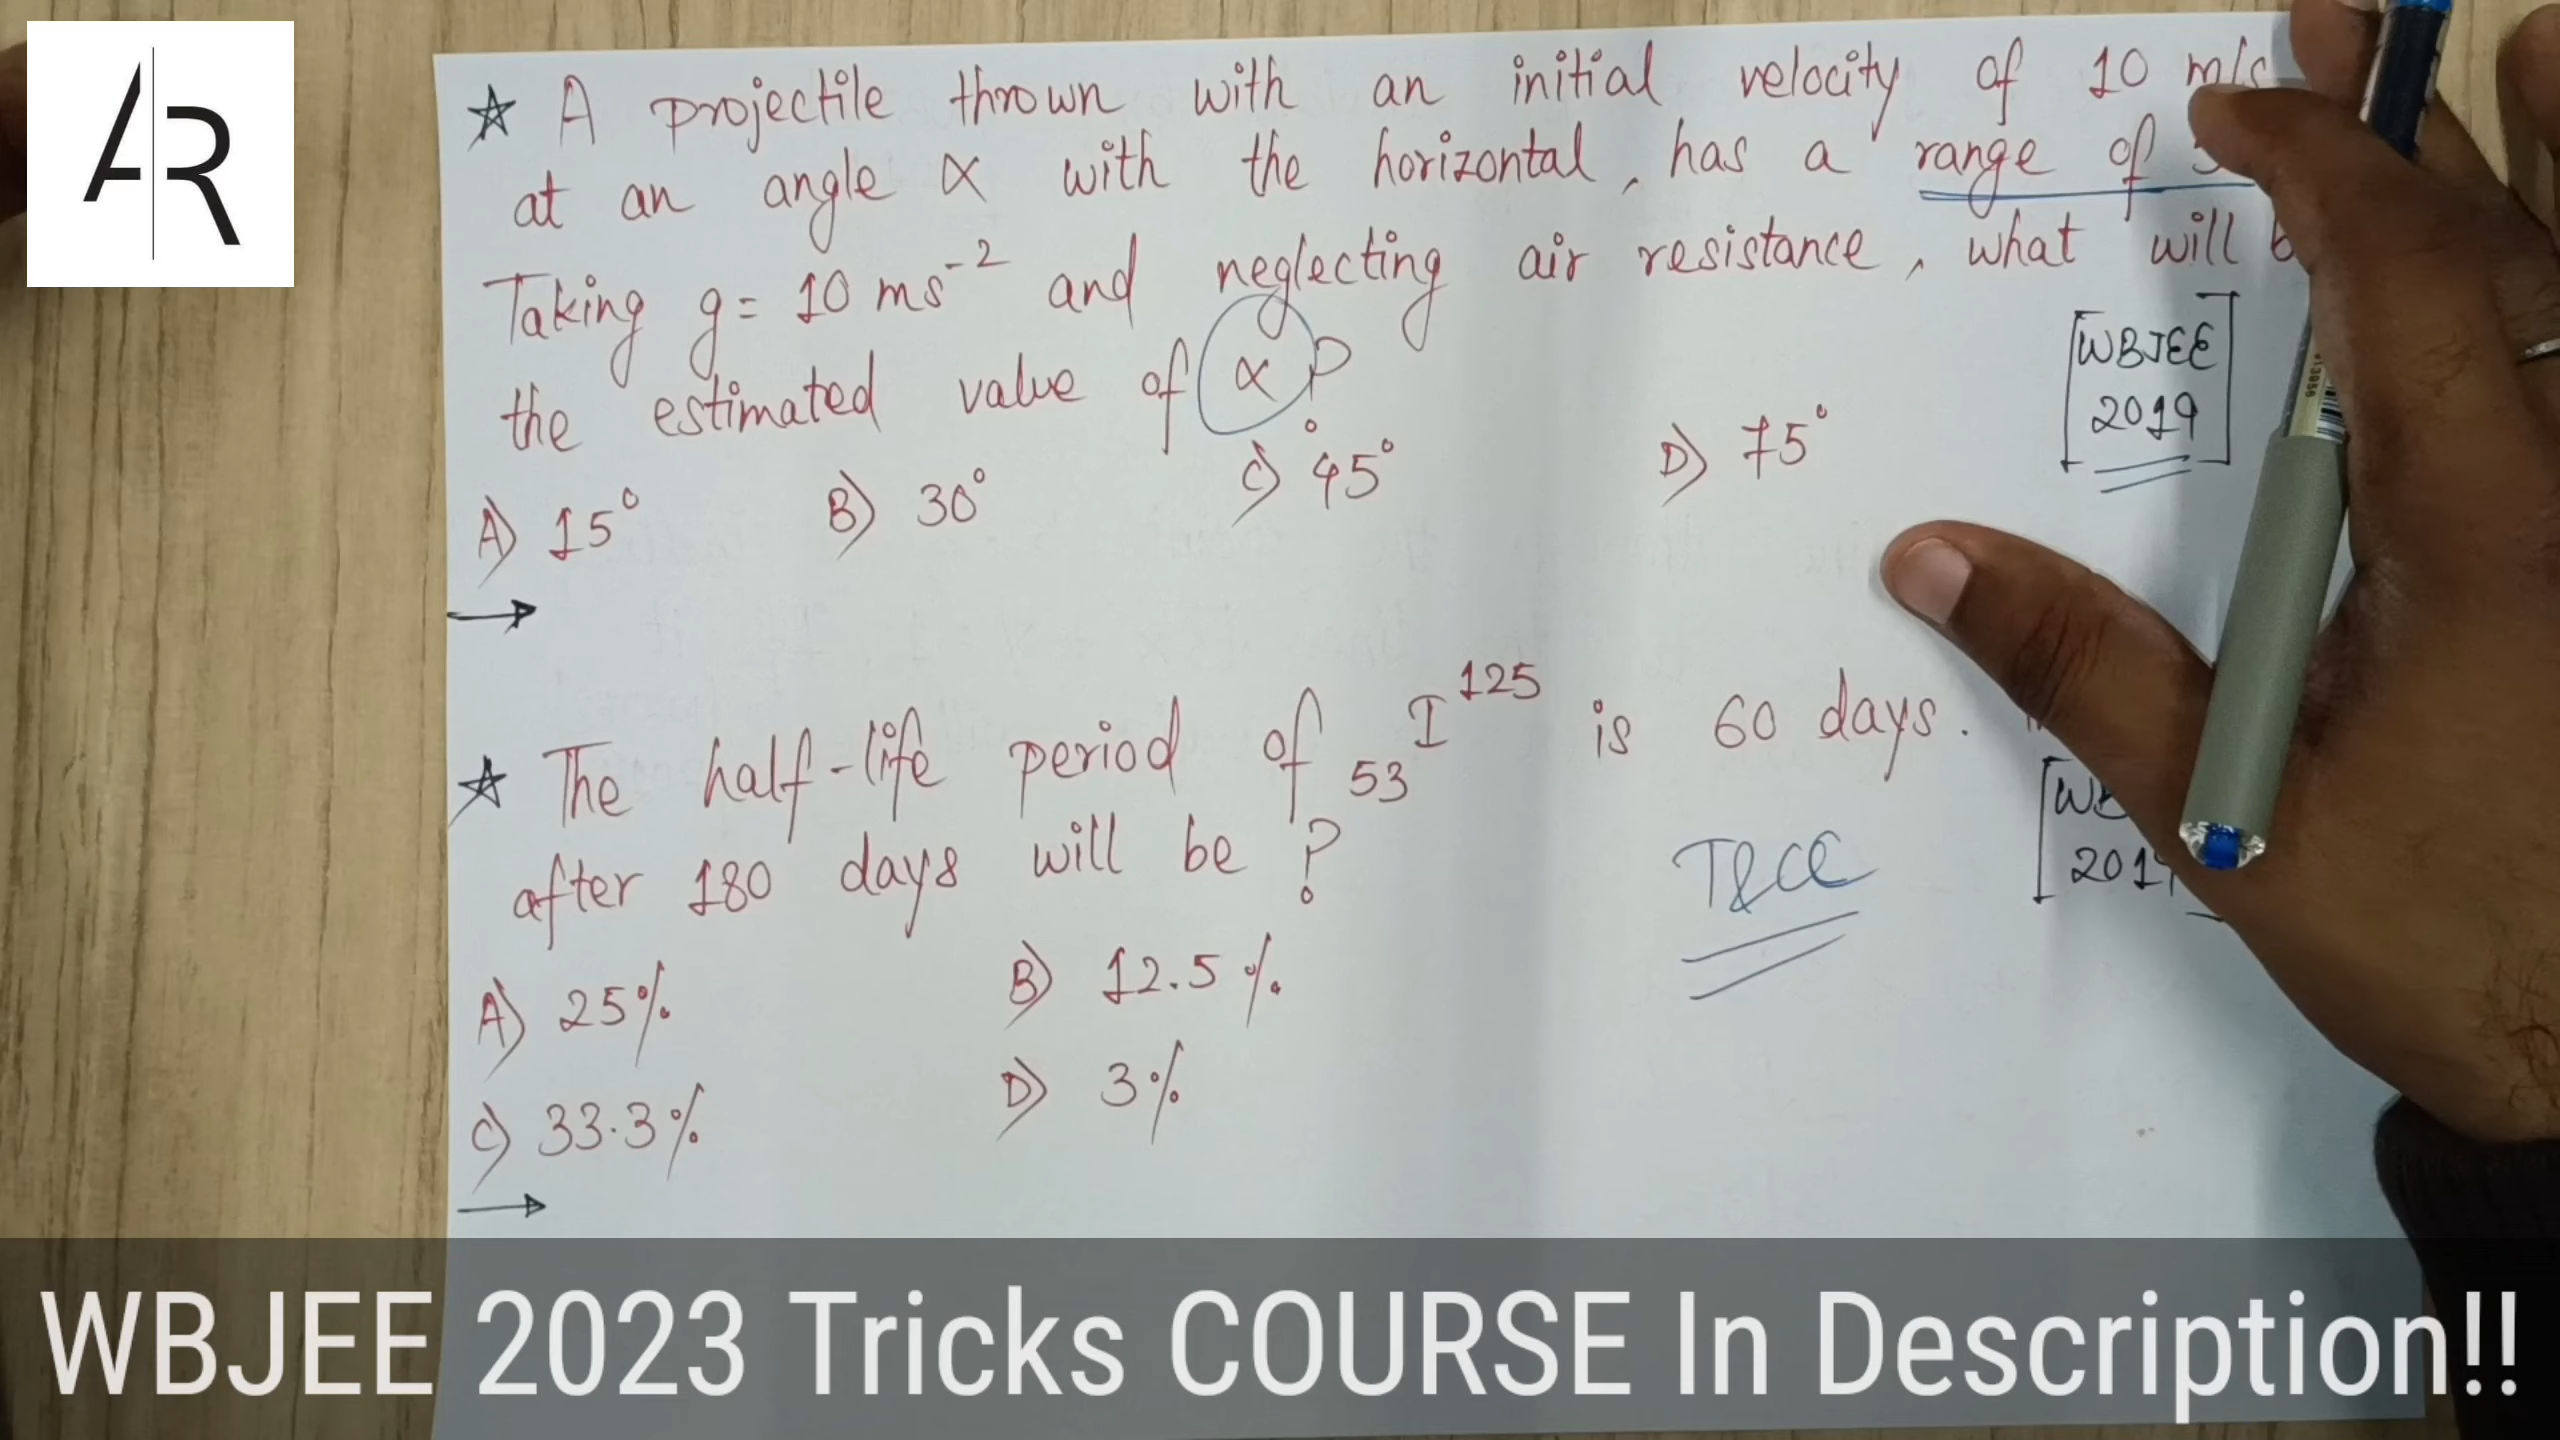 AR
☆ A projectile thrown with an initial velocity of 10 m/s
at an angle ∝ with the horizontal, has a range of
Taking g = 10 ms⁻² and neglecting air resistance, what will
the estimated value of ∝ ?
A) 15° B) 30° C) 45° D) 75°
[WBJEE
2019]
→
☆ The half-life period of ₅₃I¹²⁵ is 60 days.
after 180 days will be ?
2019
T&CC
A) 25% B) 12.5%
C) 33.3% D) 3%
→
WBJEE 2023 Tricks COURSE In Description!!